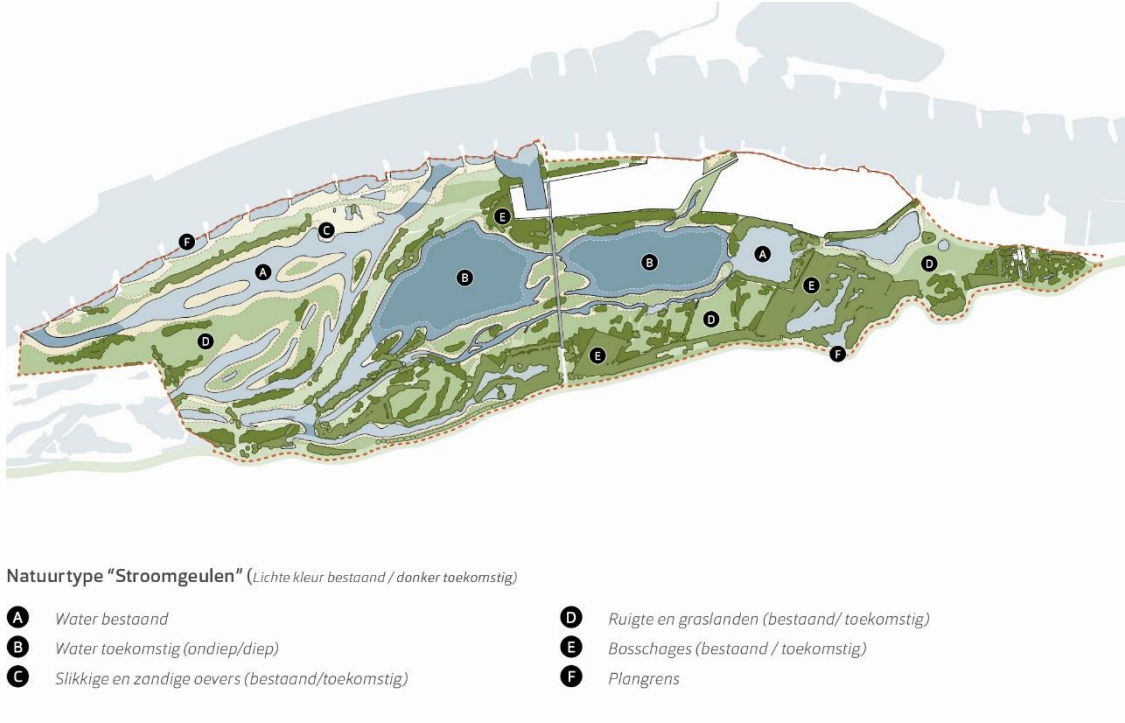 F
C
E
A
B
B
A
D
E
D
D
F
E
Natuurtype “Stroomgeulen” (Lichte kleur bestaand / donker toekomstig)
A Water bestaand
B Water toekomstig (ondiep/diep)
C Slikkige en zandige oevers (bestaand/toekomstig)
D Ruigte en graslanden (bestaand/ toekomstig)
E Bosschages (bestaand / toekomstig)
F Plangrens